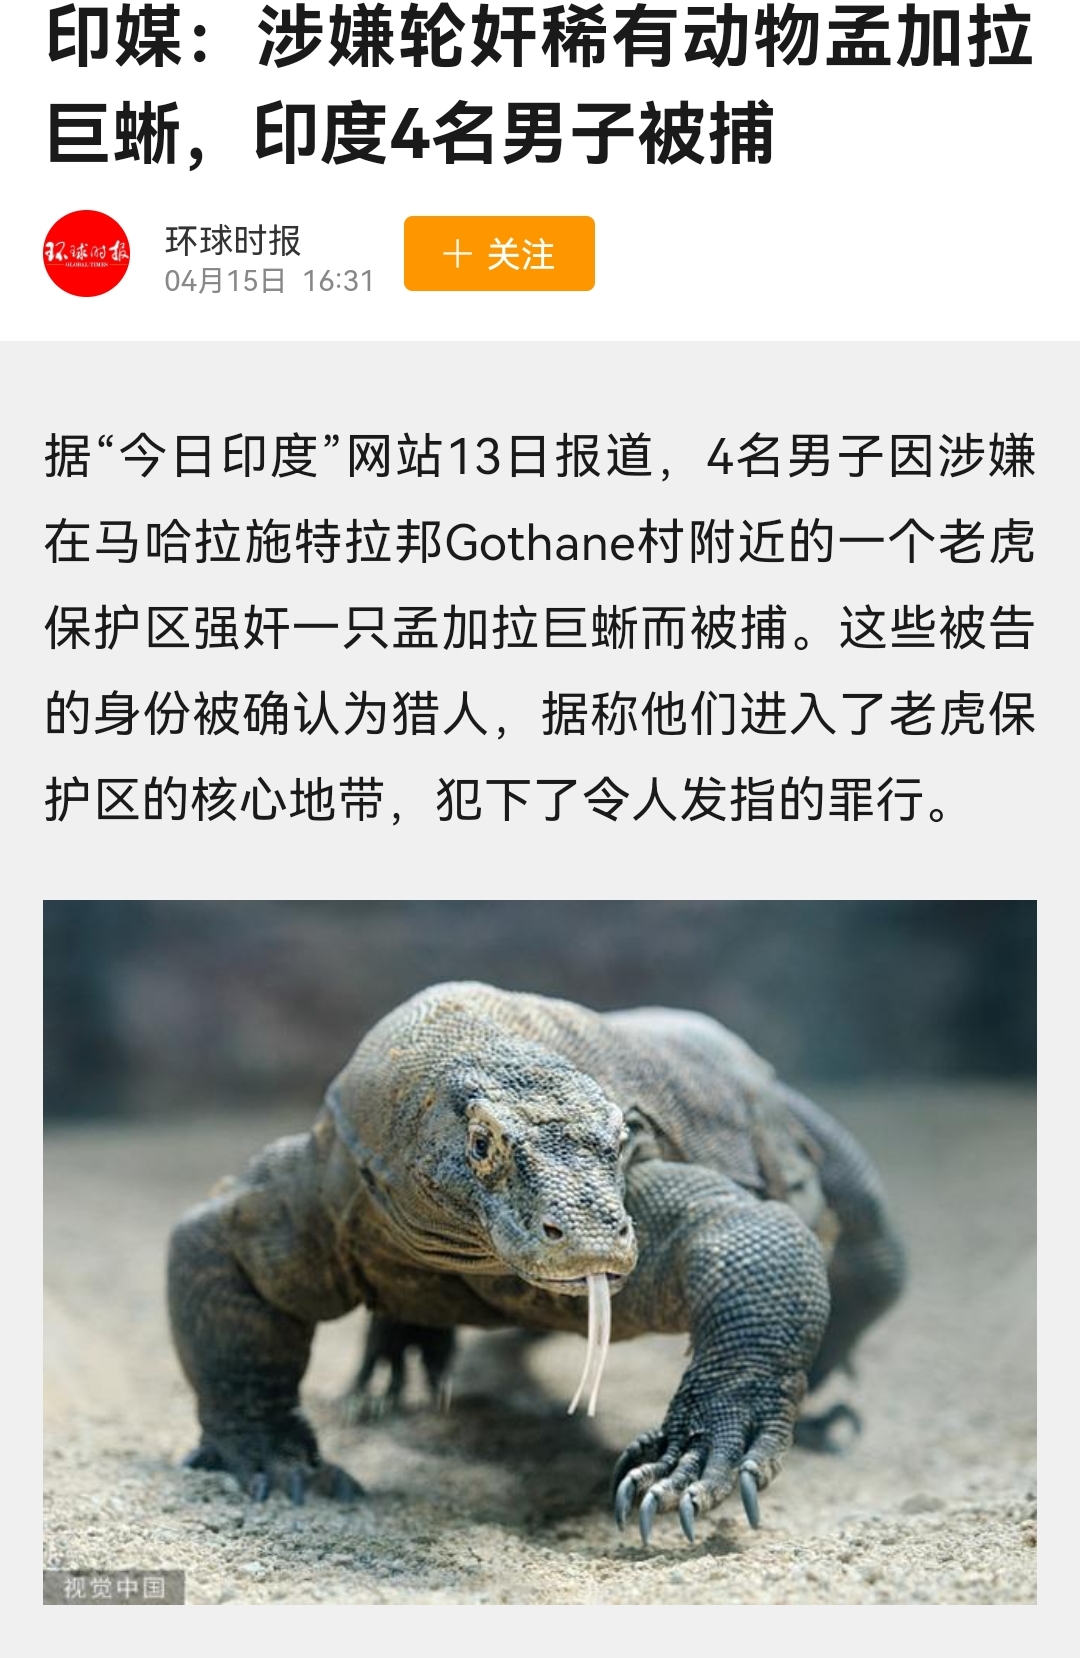 印媒：涉嫌轮奸稀有动物孟加拉
巨蜥，印度4名男子被捕
环球时报
GLOBAL TIMES
环球时报
04月15日 16:31
＋ 关注
据“今日印度”网站13日报道，4名男子因涉嫌
在马哈拉施特拉邦Gothane村附近的一个老虎
保护区强奸一只孟加拉巨蜥而被捕。这些被告
的身份被确认为猎人，据称他们进入了老虎保
护区的核心地带，犯下了令人发指的罪行。
视觉中国